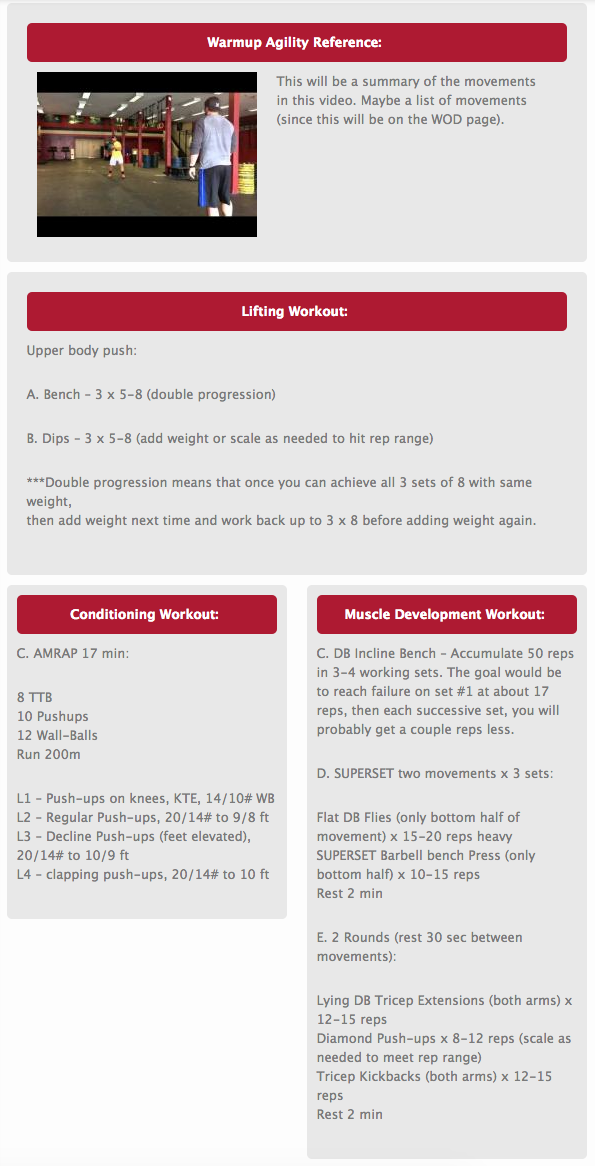 Warmup Agility Reference:
This will be a summary of the movements
in this video. Maybe a list of movements
(since this will be on the WOD page).
Lifting Workout:
Upper body push:
A. Bench – 3 x 5–8 (double progression)
B. Dips – 3 x 5–8 (add weight or scale as needed to hit rep range)
***Double progression means that once you can achieve all 3 sets of 8 with same
weight,
then add weight next time and work back up to 3 x 8 before adding weight again.
Conditioning Workout:
C. AMRAP 17 min:
8 TTB
10 Pushups
12 Wall–Balls
Run 200m
L1 – Push–ups on knees, KTE, 14/10# WB
L2 – Regular Push–ups, 20/14# to 9/8 ft
L3 – Decline Push–ups (feet elevated),
20/14# to 10/9 ft
L4 – clapping push–ups, 20/14# to 10 ft
Muscle Development Workout:
C. DB Incline Bench – Accumulate 50 reps
in 3–4 working sets. The goal would be
to reach failure on set #1 at about 17
reps, then each successive set, you will
probably get a couple reps less.
D. SUPERSET two movements x 3 sets:
Flat DB Flies (only bottom half of
movement) x 15–20 reps heavy
SUPERSET Barbell bench Press (only
bottom half) x 10–15 reps
Rest 2 min
E. 2 Rounds (rest 30 sec between
movements):
Lying DB Tricep Extensions (both arms) x
12–15 reps
Diamond Push–ups x 8–12 reps (scale as
needed to meet rep range)
Tricep Kickbacks (both arms) x 12–15
reps
Rest 2 min